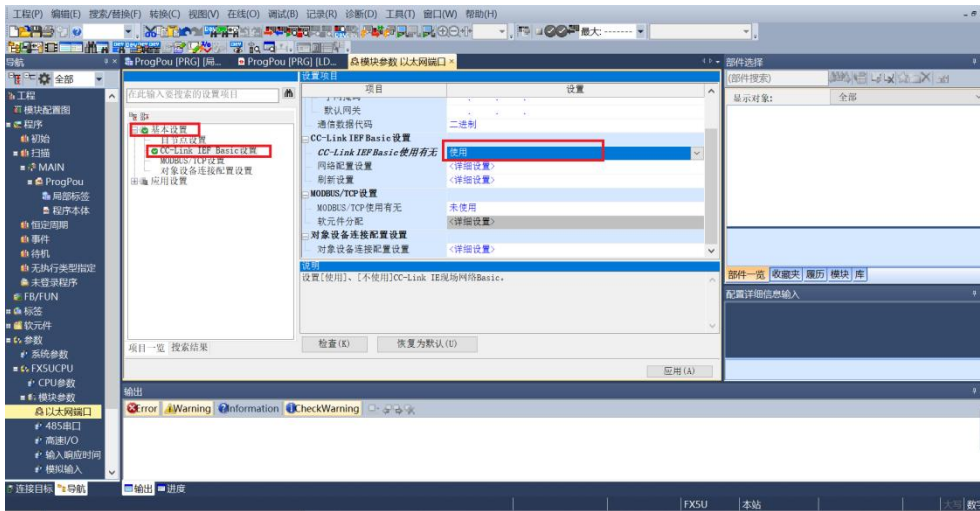 工程(P) 编辑(E) 搜索/替换(F) 转换(C) 视图(V) 在线(O) 调试(B) 记录(R) 诊断(D) 工具(T) 窗口(W) 帮助(H)
最大: -------
导航
ProgPou [PRG] [局...
ProgPou [PRG] [LD...
模块参数 以太网端口
部件选择
全部
工程
模块配置图
程序
初始
扫描
MAIN
ProgPou
局部标签
程序本体
恒定周期
事件
待机
无执行类型指定
未登录程序
FB/FUN
标签
软元件
参数
系统参数
FX5UCPU
CPU参数
模块参数
以太网端口
485串口
高速I/O
输入响应时间
模拟输入
连接目标 导航
在此输入要搜索的设置项目
基本设置
自节点设置
CC-Link IEF Basic设置
MODBUS/TCP设置
对象设备连接配置设置
应用设置
项目一览 搜索结果
设置项目
项目 设置
默认网关 . . .
通信数据代码 二进制
CC-Link IEF Basic 设置
CC-Link IEF Basic使用有无 使用
网络配置设置 <详细设置>
刷新设置 <详细设置>
MODBUS/TCP设置
MODBUS/TCP使用有无 未使用
软元件分配 <详细设置>
对象设备连接配置设置
对象设备连接配置设置 <详细设置>
说明
设置[使用]、[不使用]CC-Link IE现场网络Basic。
检查(K) 恢复为默认(U)
应用(A)
(部件搜索)
显示对象: 全部
部件一览 收藏夹 履历 模块 库
配置详细信息输入
输出
Error Warning Information CheckWarning
输出 进度
FX5U 本站 大写 数字